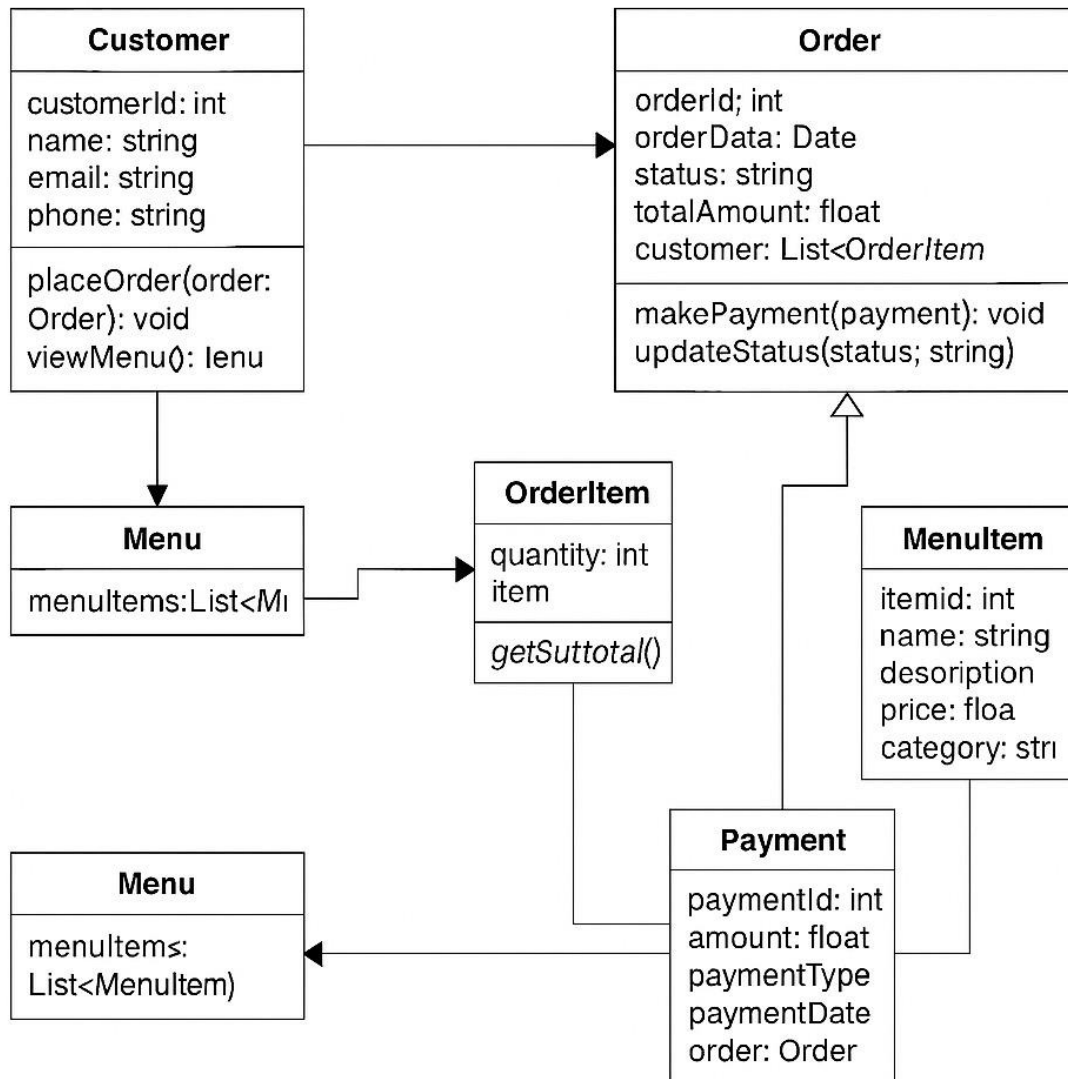 Customer
customerId: int
name: string
email: string
phone: string
placeOrder(order:
Order): void
viewMenu(): lenu
Order
orderId; int
orderData: Date
status: string
totalAmount: float
customer: List<OrderItem
makePayment(payment): void
updateStatus(status; string)
Menu
menuItems:List<Mı
OrderItem
quantity: int
item
getSuttotal()
MenuItem
itemid: int
name: string
desoription
price: floa
category: strı
Menu
menuItem≤:
List<MenuItem)
Payment
paymentId: int
amount: float
paymentType
paymentDate
order: Order